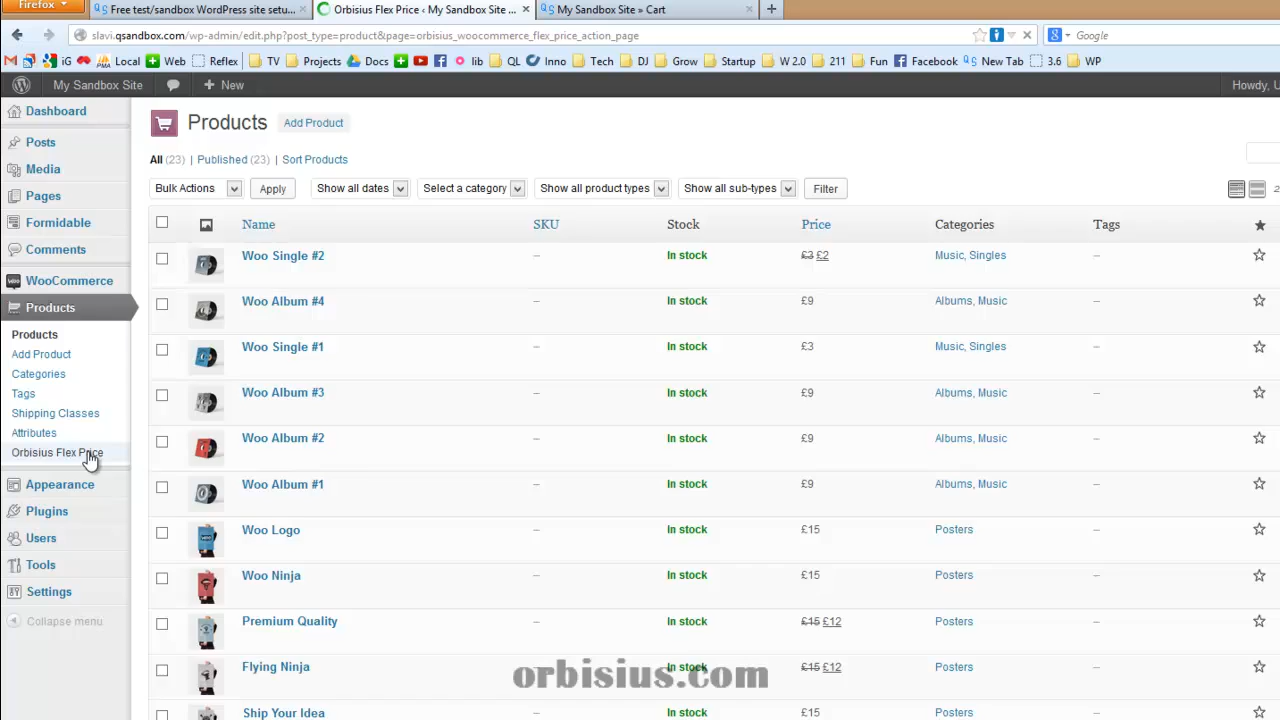 Firefox
Free test/sandbox WordPress site setu...
Orbisius Flex Price ‹ My Sandbox Site ...
My Sandbox Site » Cart
slavi.qsandbox.com/wp-admin/edit.php?post_type=product&page=orbisius_woocommerce_flex_price_action_page
Google
iG
Local
Web
Reflex
TV
Projects
Docs
lib
QL
Inno
Tech
DJ
Grow
Startup
W 2.0
211
Fun
Facebook
New Tab
3.6
WP
My Sandbox Site
+ New
Howdy, U
Dashboard
Posts
Media
Pages
Formidable
Comments
WooCommerce
Products
Products
Add Product
Categories
Tags
Shipping Classes
Attributes
Orbisius Flex Price
Appearance
Plugins
Users
Tools
Settings
Collapse menu
Products Add Product
All (23) | Published (23) | Sort Products
Bulk Actions Apply Show all dates Select a category Show all product types Show all sub-types Filter
Name SKU Stock Price Categories Tags
Woo Single #2 – In stock £3 £2 Music, Singles –
Woo Album #4 – In stock £9 Albums, Music –
Woo Single #1 – In stock £3 Music, Singles –
Woo Album #3 – In stock £9 Albums, Music –
Woo Album #2 – In stock £9 Albums, Music –
Woo Album #1 – In stock £9 Albums, Music –
Woo Logo – In stock £15 Posters –
Woo Ninja – In stock £15 Posters –
Premium Quality – In stock £15 £12 Posters –
Flying Ninja – In stock £15 £12 Posters –
Ship Your Idea – In stock £15 Posters –
orbisius.com